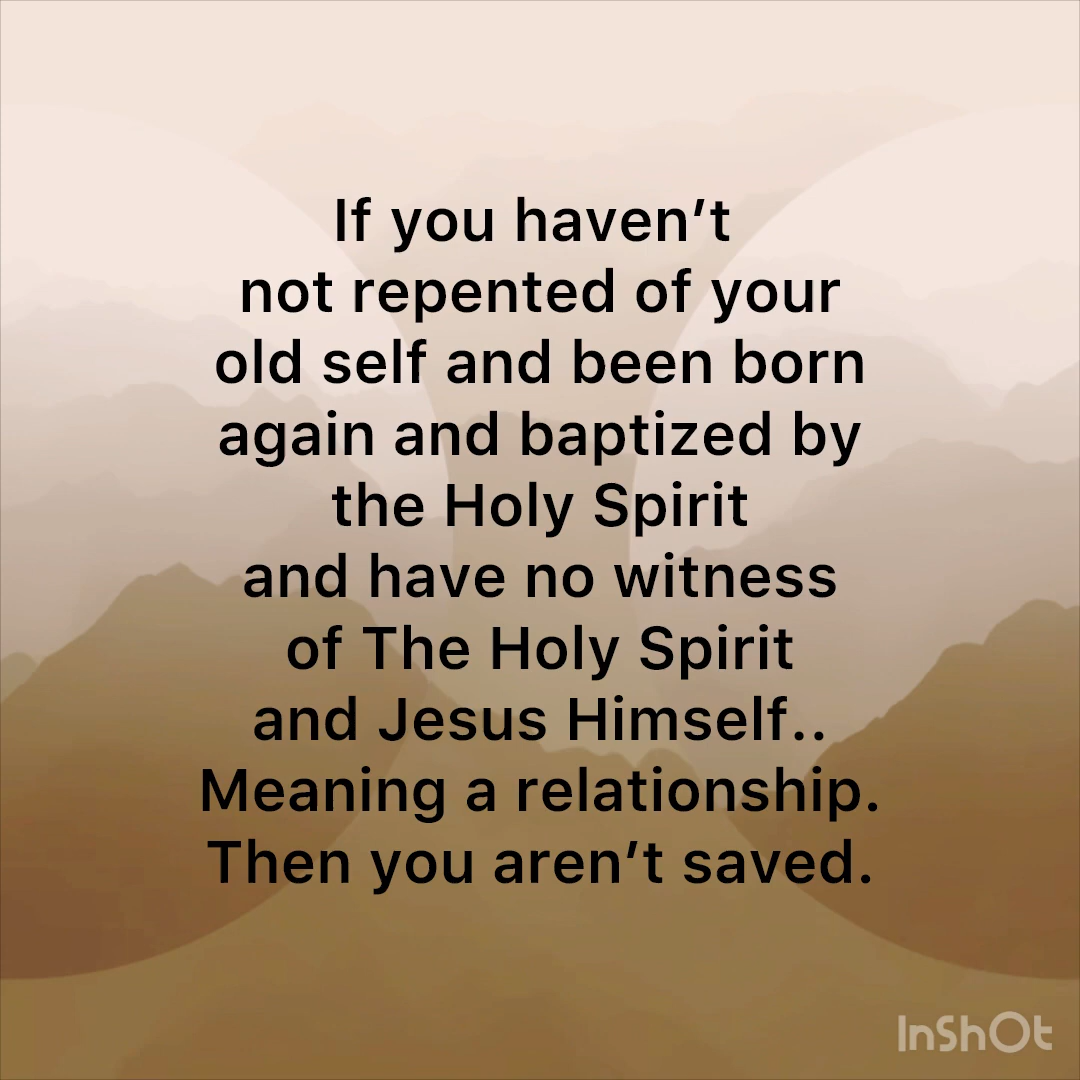 If you haven’t
not repented of your
old self and been born
again and baptized by
the Holy Spirit
and have no witness
of The Holy Spirit
and Jesus Himself..
Meaning a relationship.
Then you aren’t saved.
InShOt